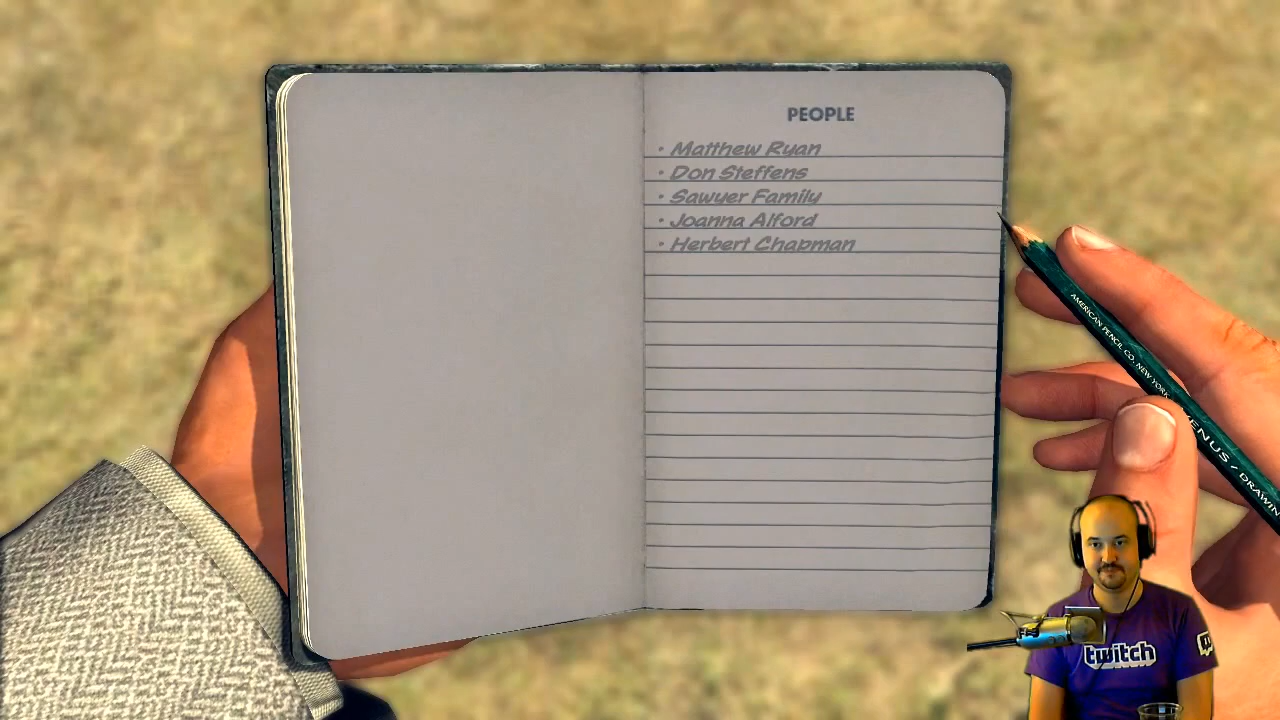 PEOPLE
• Matthew Ryan
• Don Steffens
• Sawyer Family
• Joanna Alford
• Herbert Chapman
AMERICAN PENCIL CO. NEW YORK
VENUS / DRAWIN
twitch